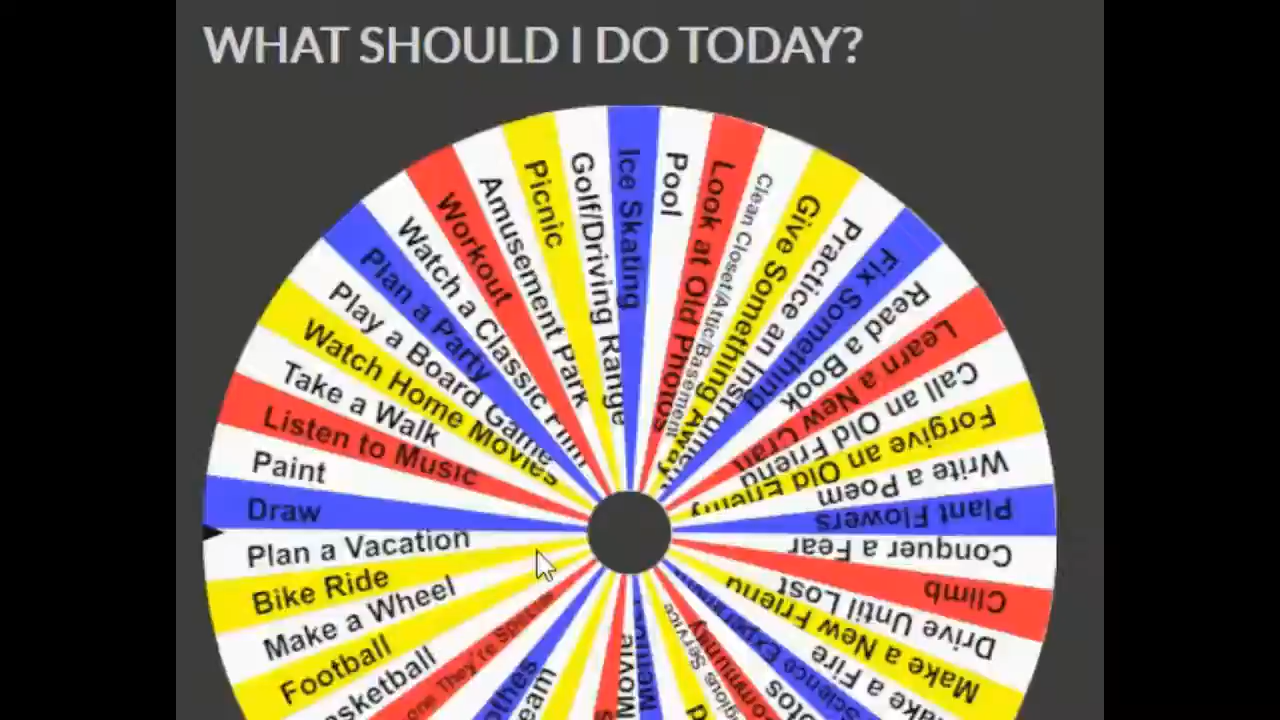 WHAT SHOULD I DO TODAY?
Ice Skating
Pool
Look at Old Photos
Clean Closet/Attic/Basement
Give Something Away
Practice an Instrument
Fix Something
Read a Book
Learn a New Craft
Call an Old Friend
Forgive an Old Enemy
Write a Poem
Plant Flowers
Conquer a Fear
Climb
Drive Until Lost
Make a New Friend
Make a Fire
Science
Service
Movie
Football
Make a Wheel
Bike Ride
Plan a Vacation
Draw
Paint
Listen to Music
Take a Walk
Watch Home Movies
Play a Board Game
Plan a Party
Watch a Classic Film
Workout
Amusement Park
Picnic
Golf/Driving Range